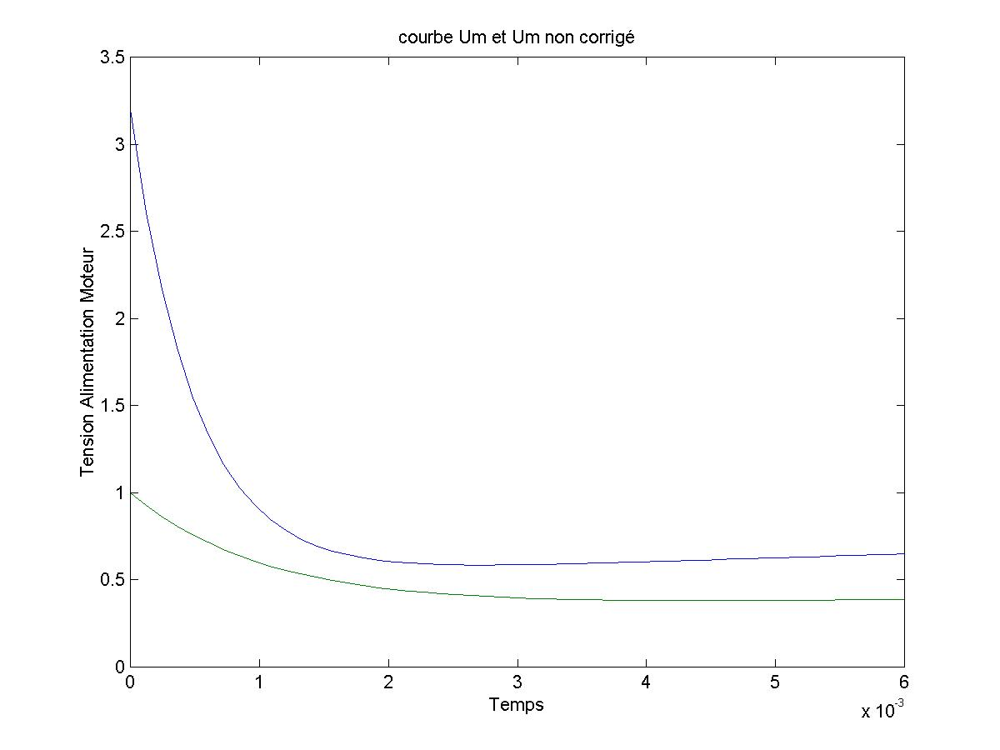 courbe Um et Um non corrigé
3.5
3
2.5
2
1.5
1
0.5
0
Tension Alimentation Moteur
0 1 2 3 4 5 6
Temps
x 10^-3